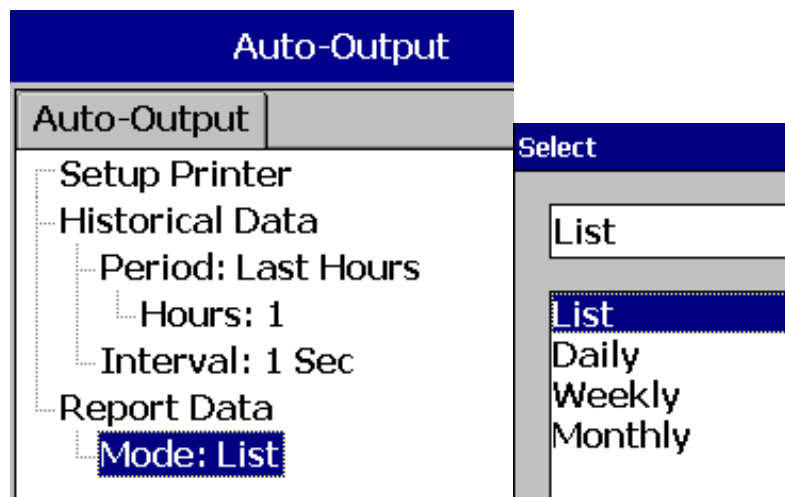 Auto-Output
Auto-Output
Setup Printer
Historical Data
Period: Last Hours
Hours: 1
Interval: 1 Sec
Report Data
Mode: List
Select
List
List
Daily
Weekly
Monthly